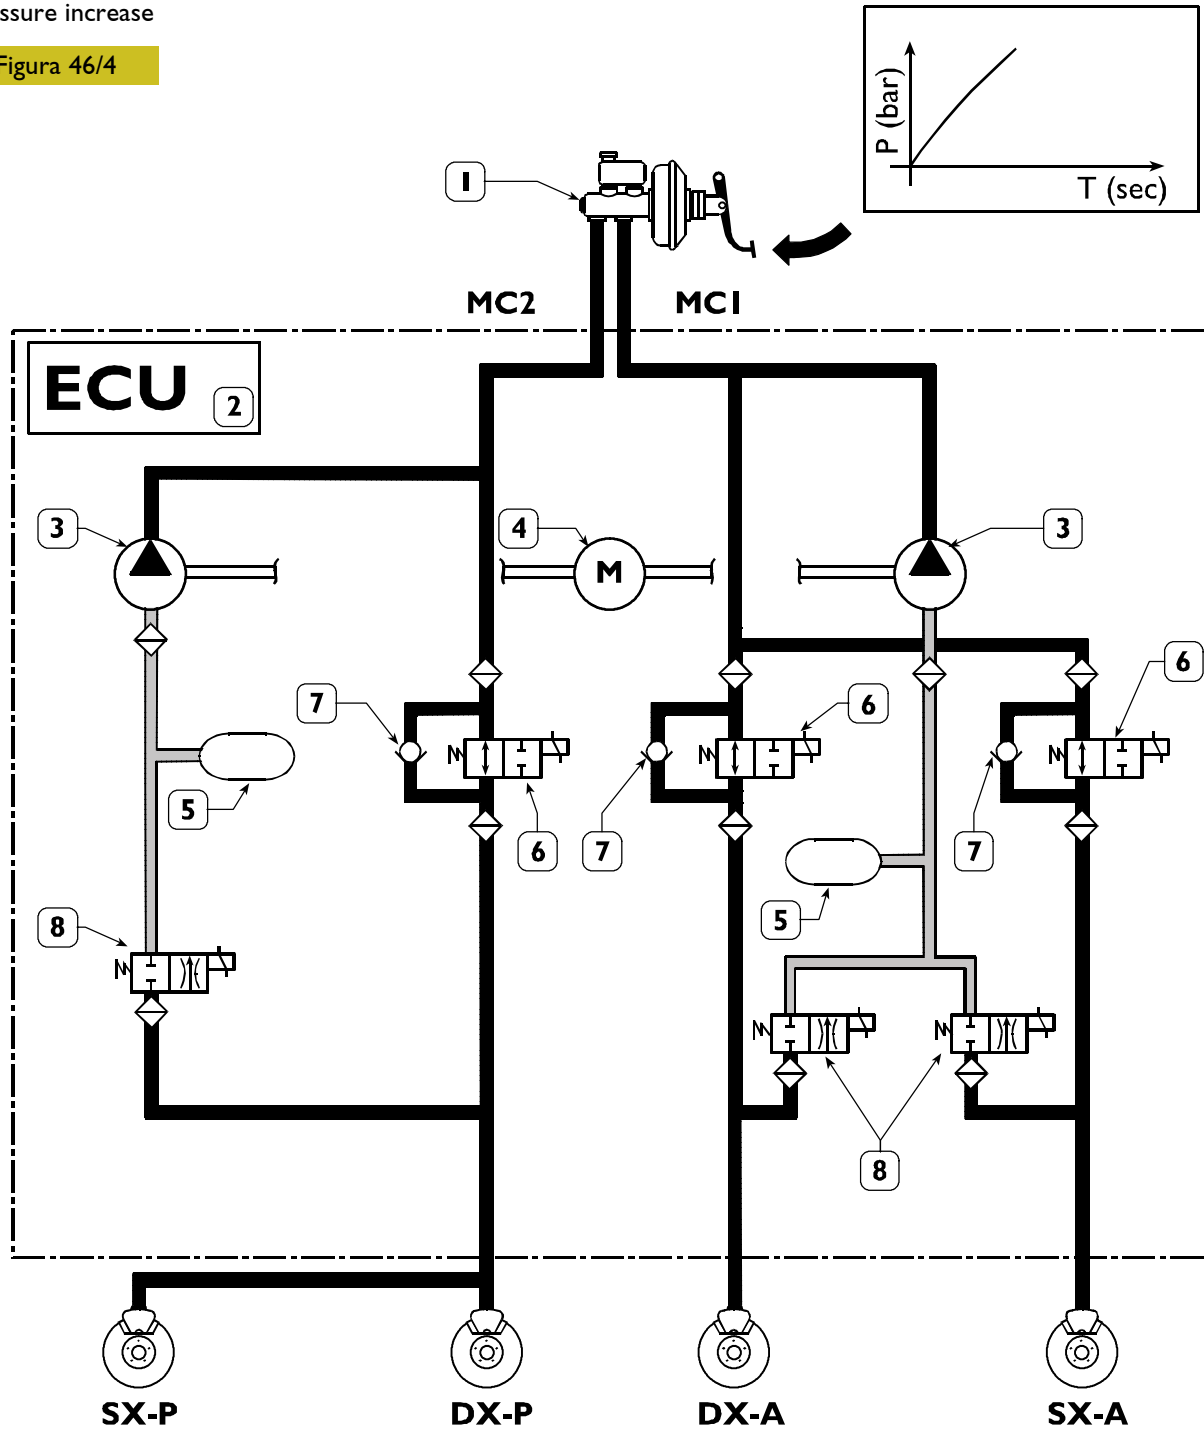 ssure increase
Figura 46/4
P (bar)
T (sec)
1
MC2
MC1
ECU
2
3
4
M
3
6
7
6
5
6
7
7
8
5
8
SX-P
DX-P
DX-A
SX-A